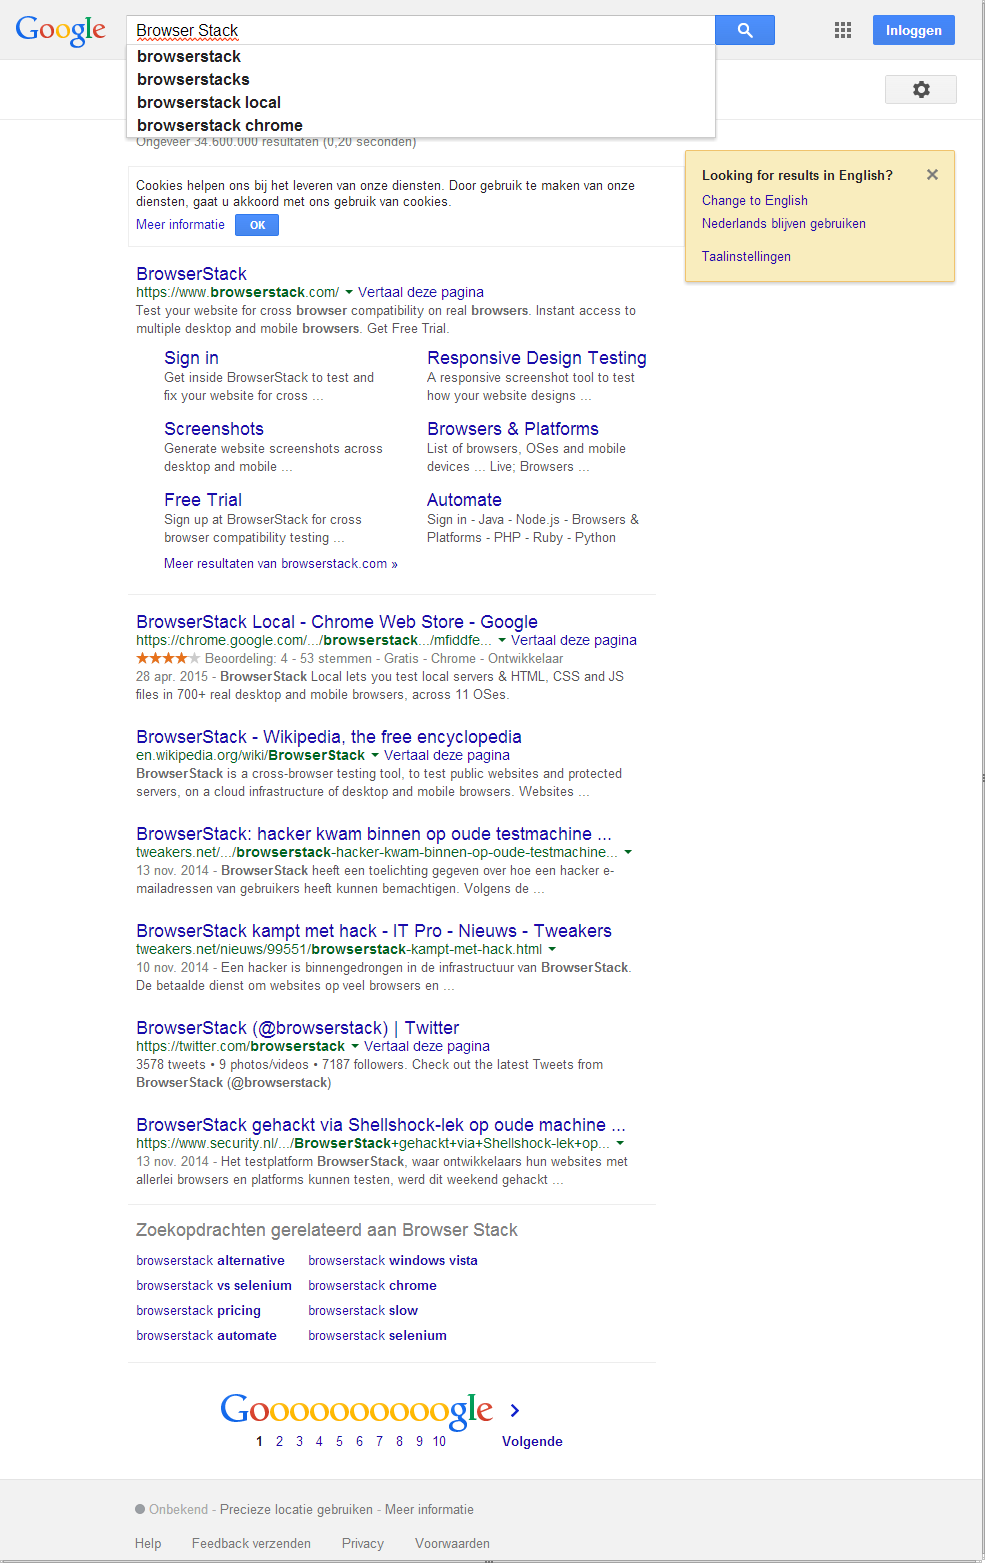 Google
Browser Stack
Inloggen
browserstack
browserstacks
browserstack local
browserstack chrome
Ongeveer 34.600.000 resultaten (0,20 seconden)
Looking for results in English?
Change to English
Nederlands blijven gebruiken
Taalinstellingen
Cookies helpen ons bij het leveren van onze diensten. Door gebruik te maken van onze
diensten, gaat u akkoord met ons gebruik van cookies.
Meer informatie OK
BrowserStack
https://www.browserstack.com/ Vertaal deze pagina
Test your website for cross browser compatibility on real browsers. Instant access to
multiple desktop and mobile browsers. Get Free Trial.
Sign in
Get inside BrowserStack to test and
fix your website for cross ...
Responsive Design Testing
A responsive screenshot tool to test
how your website designs ...
Screenshots
Generate website screenshots across
desktop and mobile ...
Browsers & Platforms
List of browsers, OSes and mobile
devices ... Live; Browsers ...
Free Trial
Sign up at BrowserStack for cross
browser compatibility testing ...
Automate
Sign in - Java - Node.js - Browsers &
Platforms - PHP - Ruby - Python
Meer resultaten van browserstack.com »
BrowserStack Local - Chrome Web Store - Google
https://chrome.google.com/.../browserstack.../mfiddfe... Vertaal deze pagina
Beoordeling: 4 - 53 stemmen - Gratis - Chrome - Ontwikkelaar
28 apr. 2015 - BrowserStack Local lets you test local servers & HTML, CSS and JS
files in 700+ real desktop and mobile browsers, across 11 OSes.
BrowserStack - Wikipedia, the free encyclopedia
en.wikipedia.org/wiki/BrowserStack Vertaal deze pagina
BrowserStack is a cross-browser testing tool, to test public websites and protected
servers, on a cloud infrastructure of desktop and mobile browsers. Websites ...
BrowserStack: hacker kwam binnen op oude testmachine ...
tweakers.net/.../browserstack-hacker-kwam-binnen-op-oude-testmachine...
13 nov. 2014 - BrowserStack heeft een toelichting gegeven over hoe een hacker e-
mailadressen van gebruikers heeft kunnen bemachtigen. Volgens de ...
BrowserStack kampt met hack - IT Pro - Nieuws - Tweakers
tweakers.net/nieuws/99551/browserstack-kampt-met-hack.html
10 nov. 2014 - Een hacker is binnengedrongen in de infrastructuur van BrowserStack.
De betaalde dienst om websites op veel browsers en ...
BrowserStack (@browserstack) | Twitter
https://twitter.com/browserstack Vertaal deze pagina
3578 tweets • 9 photos/videos • 7187 followers. Check out the latest Tweets from
BrowserStack (@browserstack)
BrowserStack gehackt via Shellshock-lek op oude machine ...
https://www.security.nl/.../BrowserStack+gehackt+via+Shellshock-lek+op...
13 nov. 2014 - Het testplatform BrowserStack, waar ontwikkelaars hun websites met
allerlei browsers en platforms kunnen testen, werd dit weekend gehackt ...
Zoekopdrachten gerelateerd aan Browser Stack
browserstack alternative browserstack windows vista
browserstack vs selenium browserstack chrome
browserstack pricing browserstack slow
browserstack automate browserstack selenium
Goooooooooogle
1 2 3 4 5 6 7 8 9 10 Volgende
Onbekend - Precieze locatie gebruiken - Meer informatie
Help Feedback verzenden Privacy Voorwaarden